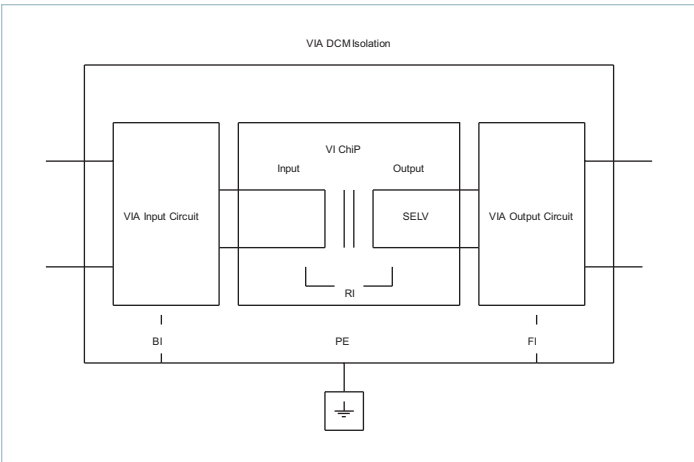 VIA DCM Isolation
VI ChiP
Input Output
VIA Input Circuit SELV VIA Output Circuit
RI
BI PE FI